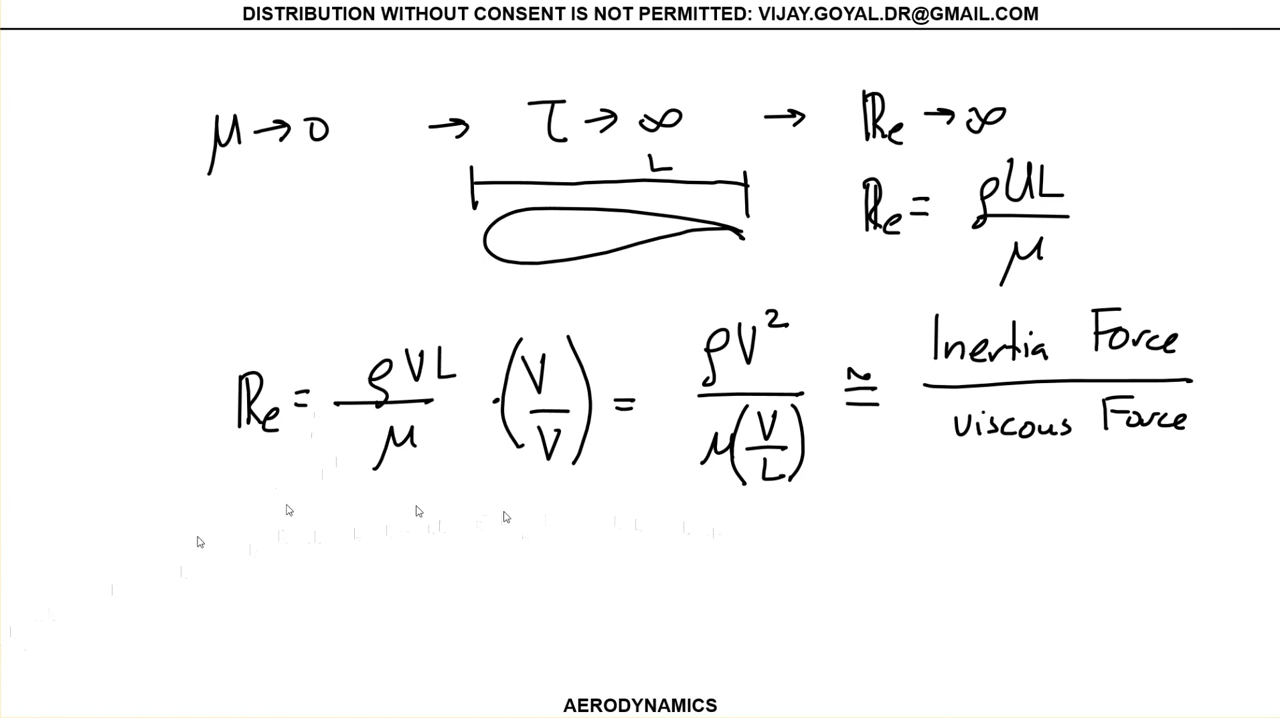 DISTRIBUTION WITHOUT CONSENT IS NOT PERMITTED: VIJAY.GOYAL.DR@GMAIL.COM
μ → 0 → τ → ∞ → ℝe → ∞
L
ℝe = ρUL / μ
ℝe = ρVL / μ · (V / V) = ρV² / μ(V / L) ≅ Inertia Force / viscous Force
AERODYNAMICS